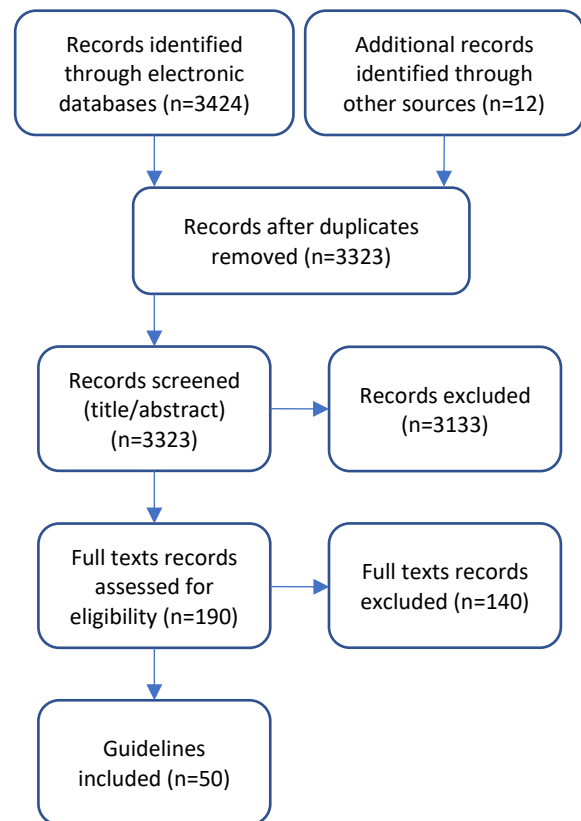 Records identified
through electronic
databases (n=3424)
Additional records
identified through
other sources (n=12)
Records after duplicates
removed (n=3323)
Records screened
(title/abstract)
(n=3323)
Records excluded
(n=3133)
Full texts records
assessed for
eligibility (n=190)
Full texts records
excluded (n=140)
Guidelines
included (n=50)